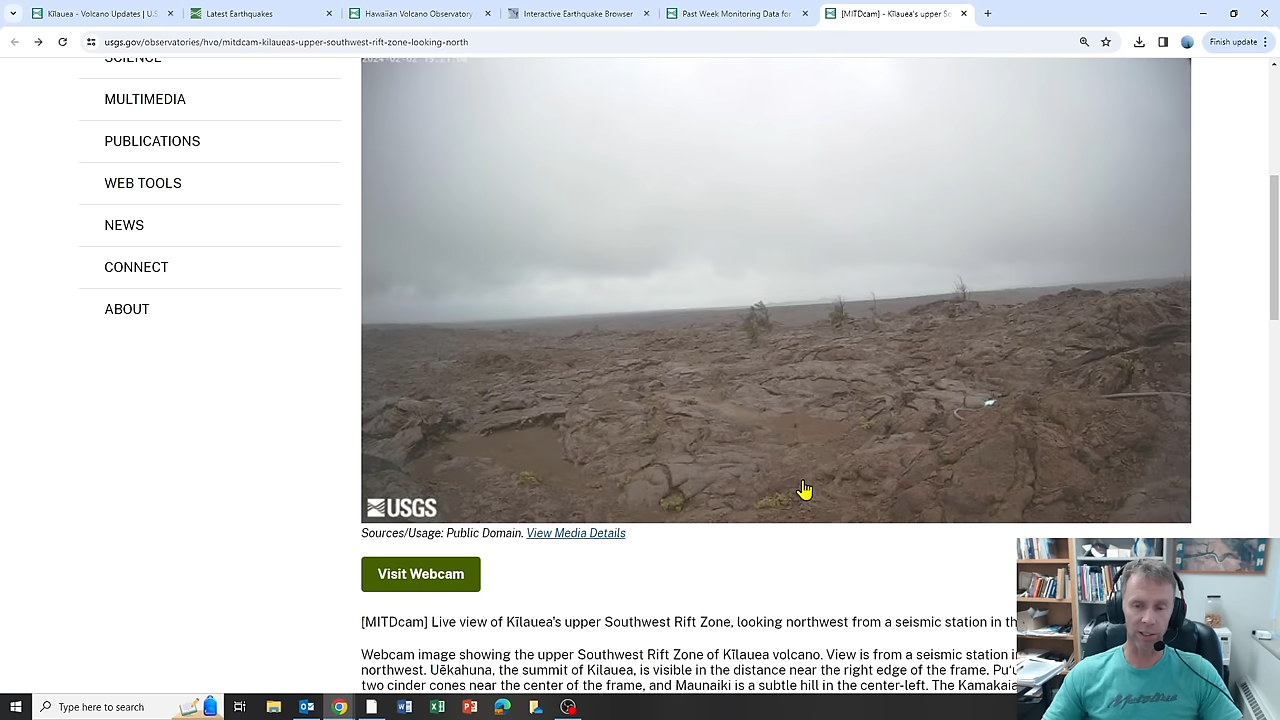 Kīlauea - Volcano Updates | U.S
Latest Earthquakes
Hawaiian Volcano Observatory
Interactive Earthquake Browser
Past Week Monitoring Data for
[MITDcam] - Kīlauea's upper So
usgs.gov/observatories/hvo/mitdcam-kilaueas-upper-southwest-rift-zone-looking-north
Finish update
SCIENCE
MULTIMEDIA
PUBLICATIONS
WEB TOOLS
NEWS
CONNECT
ABOUT
USGS
Sources/Usage: Public Domain. View Media Details
Visit Webcam
[MITDcam] Live view of Kīlauea's upper Southwest Rift Zone, looking northwest from a seismic station in th
Webcam image showing the upper Southwest Rift Zone of Kīlauea volcano. View is from a seismic station i
northwest. Uēkahuna, the summit of Kilauea, is visible in the distance near the right edge of the frame. Pu'u
two cinder cones near the center of the frame, and Maunaiki is a subtle hill in the center-left. The Kamakaia
Type here to search